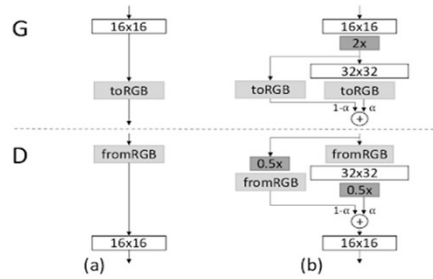 G
16x16
toRGB
16x16
2x
32x32
toRGB
toRGB
1-α
α
+
D
fromRGB
16x16
fromRGB
0.5x
32x32
fromRGB
0.5x
1-α
α
+
16x16
(a)
(b)